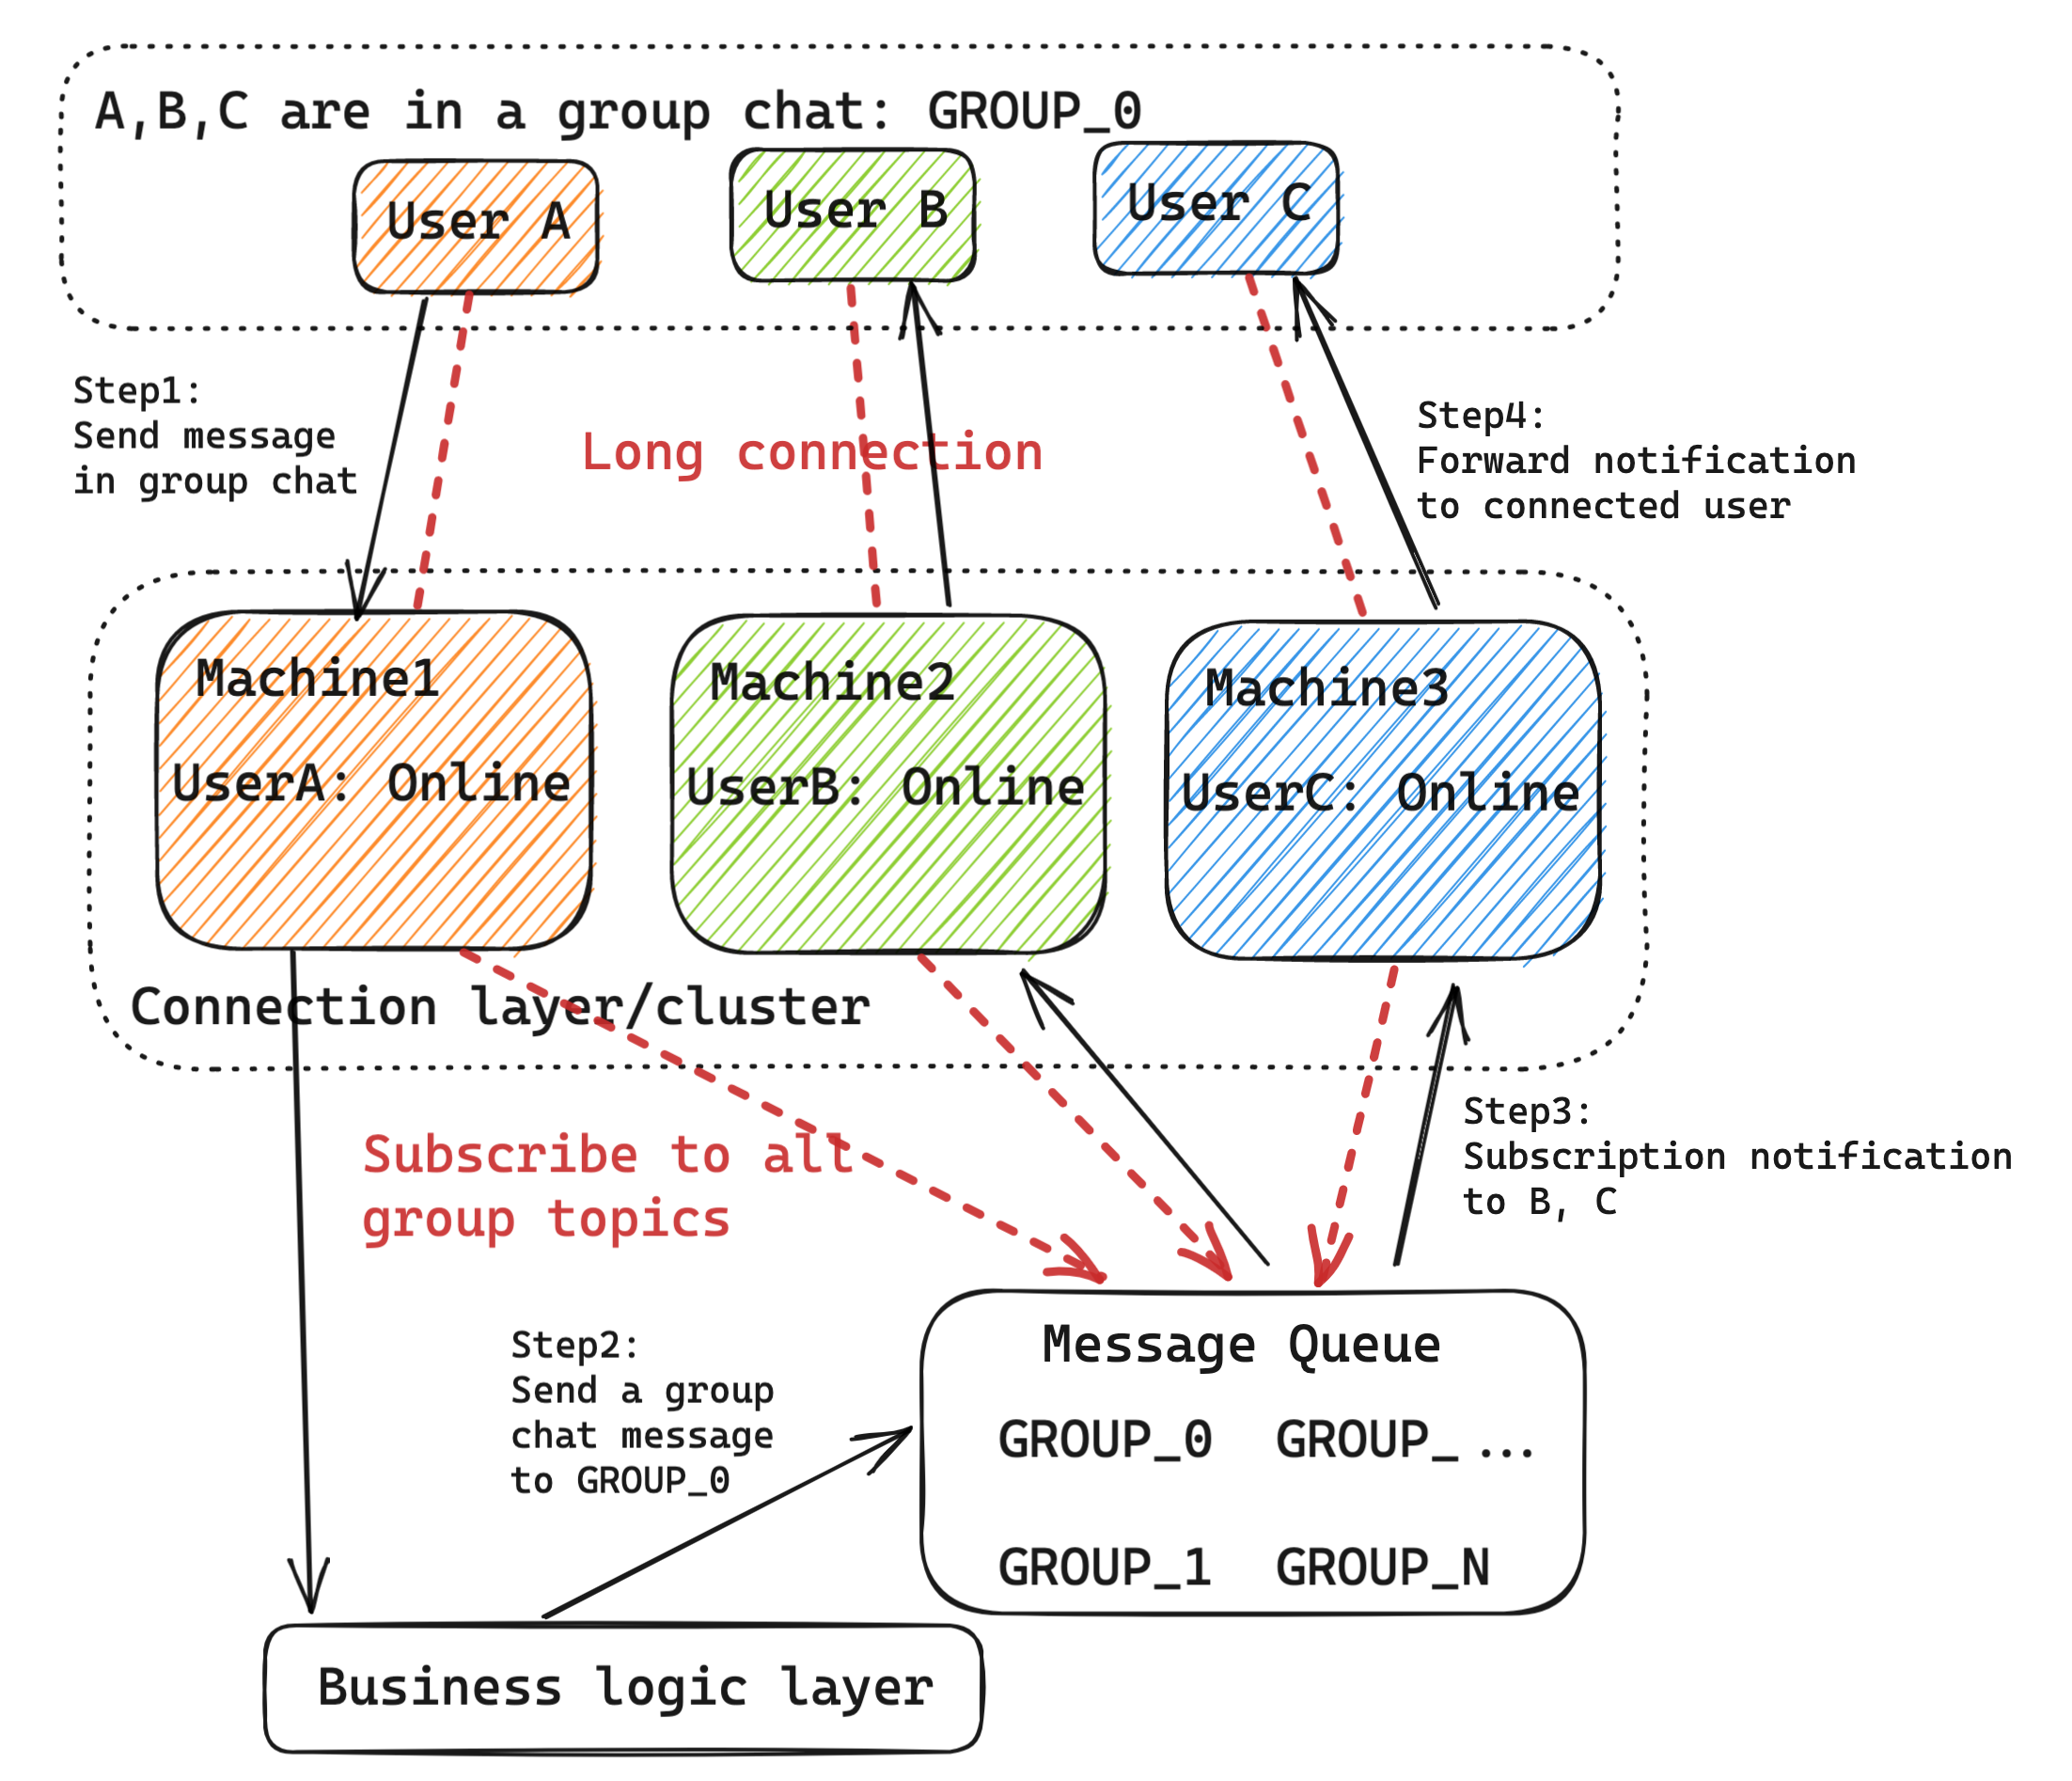 A,B,C are in a group chat: GROUP_0
User A
User B
User C
Step1:
Send message
in group chat
Long connection
Step4:
Forward notification
to connected user
Machine1
UserA: Online
Machine2
UserB: Online
Machine3
UserC: Online
Connection layer/cluster
Subscribe to all
group topics
Step3:
Subscription notification
to B, C
Step2:
Send a group
chat message
to GROUP_0
Message Queue
GROUP_0 GROUP_ ...
GROUP_1 GROUP_N
Business logic layer